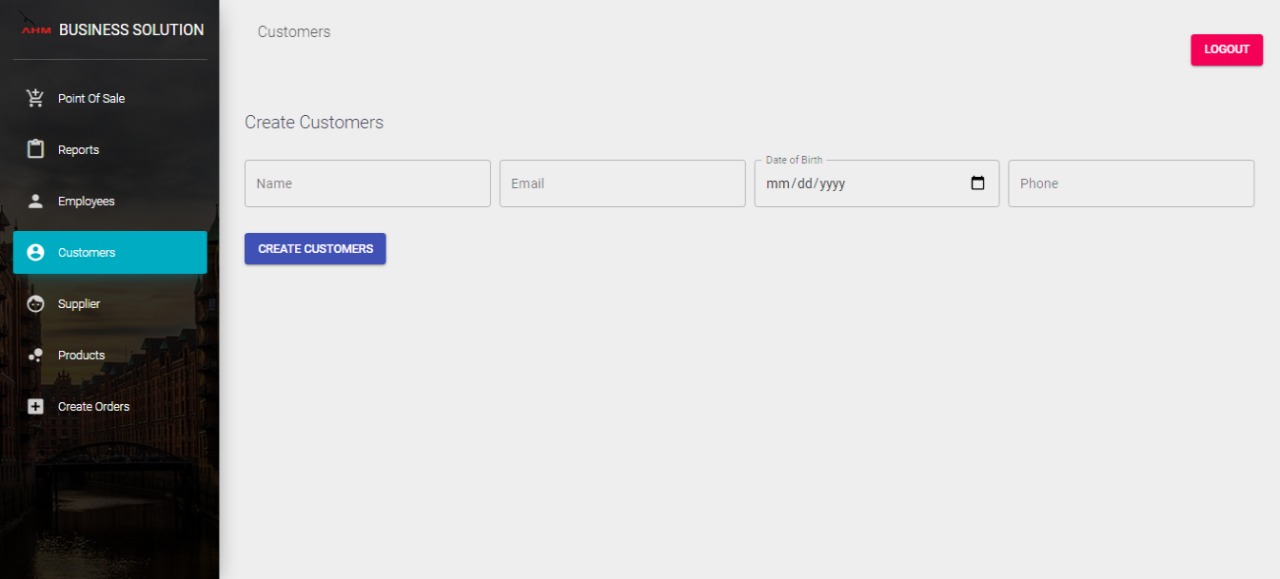 AHM BUSINESS SOLUTION
Customers
LOGOUT
Point Of Sale
Reports
Employees
Customers
Supplier
Products
Create Orders
Create Customers
Name
Email
Date of Birth
mm/dd/yyyy
Phone
CREATE CUSTOMERS